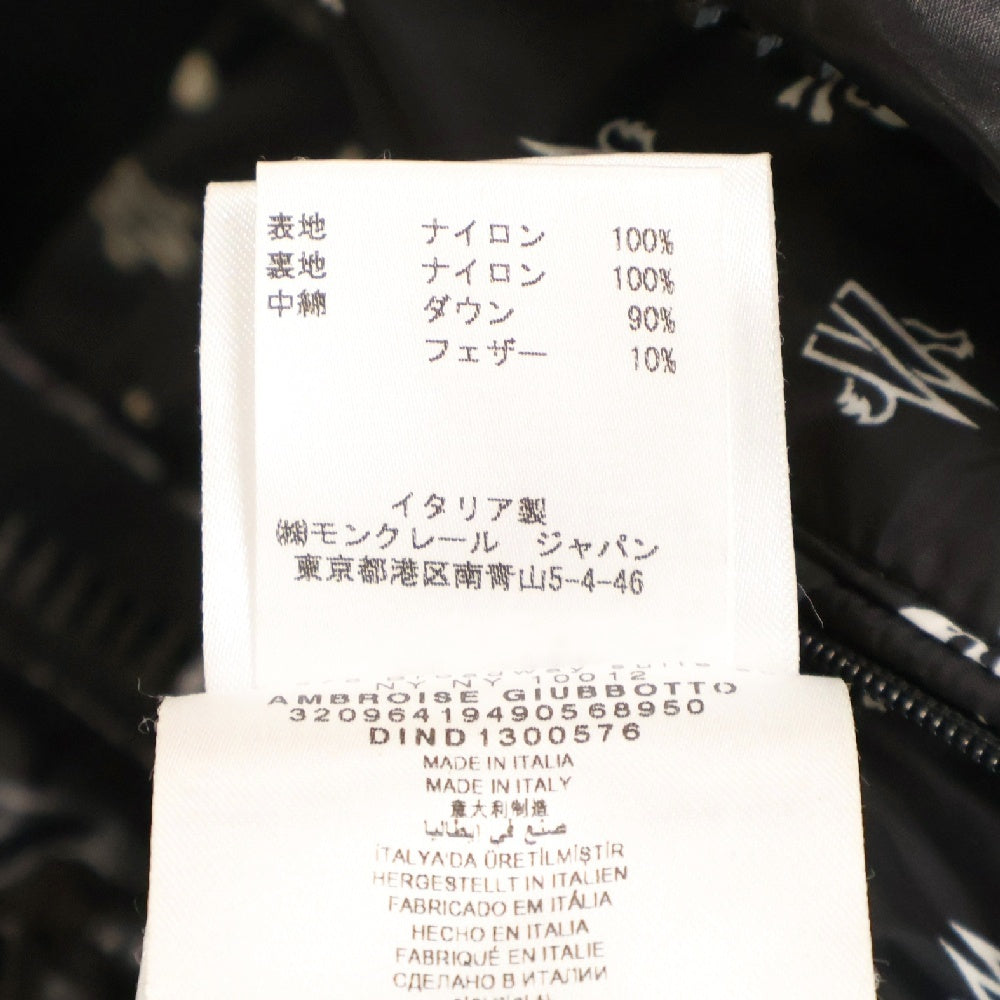 表地 ナイロン 100%
裏地 ナイロン 100%
中綿 ダウン 90%
フェザー 10%
イタリア製
㈱モンクレール ジャパン
東京都港区南青山5-4-46
NY NY 10012
AMBROISE GIUBBOTTO
32096419490568950
DIND1300576
MADE IN ITALIA
MADE IN ITALY
意大利制造
صنع في ايطاليا
İTALYA'DA ÜRETİLMİŞTİR
HERGESTELLT IN ITALIEN
FABRICADO EM ITÁLIA
HECHO EN ITALIA
FABRIQUÉ EN ITALIE
СДЕЛАНО В ИТАЛИИ